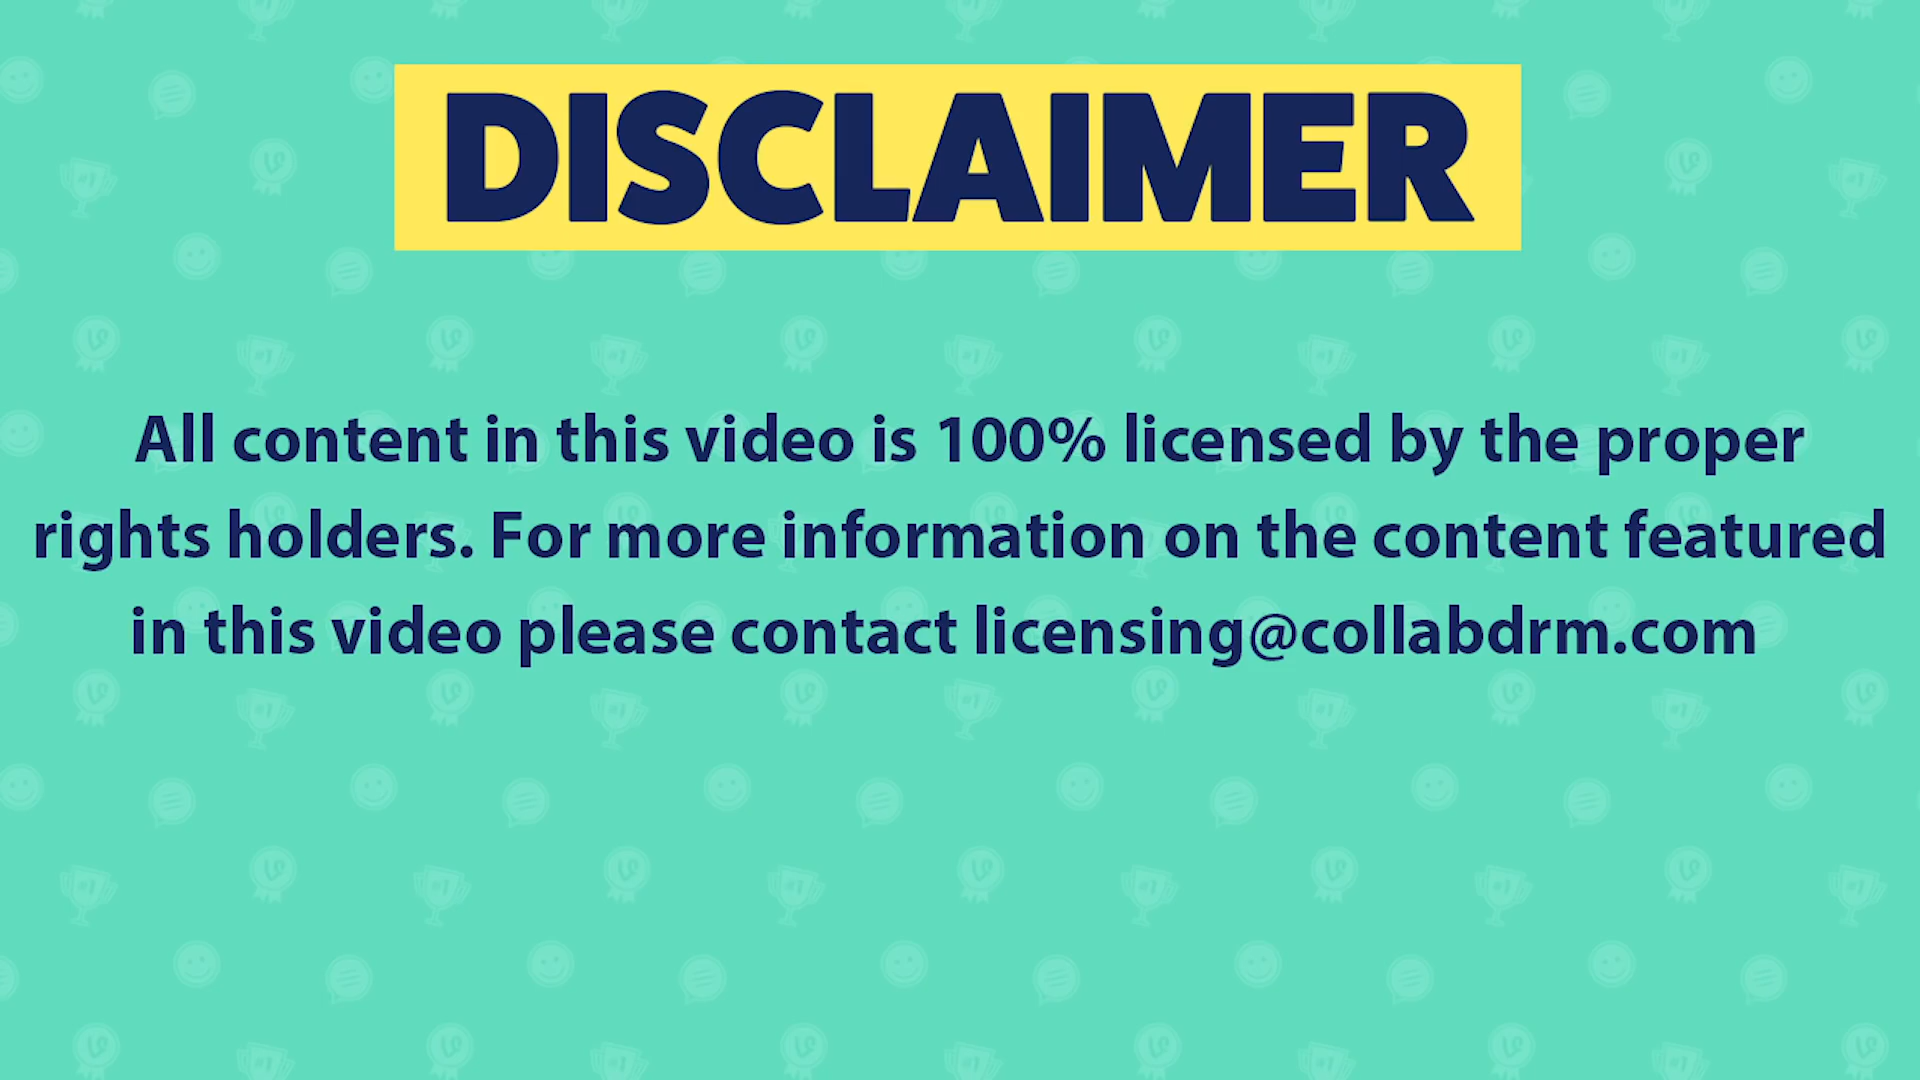 DISCLAIMER
All content in this video is 100% licensed by the proper
rights holders. For more information on the content featured
in this video please contact licensing@collabdrm.com